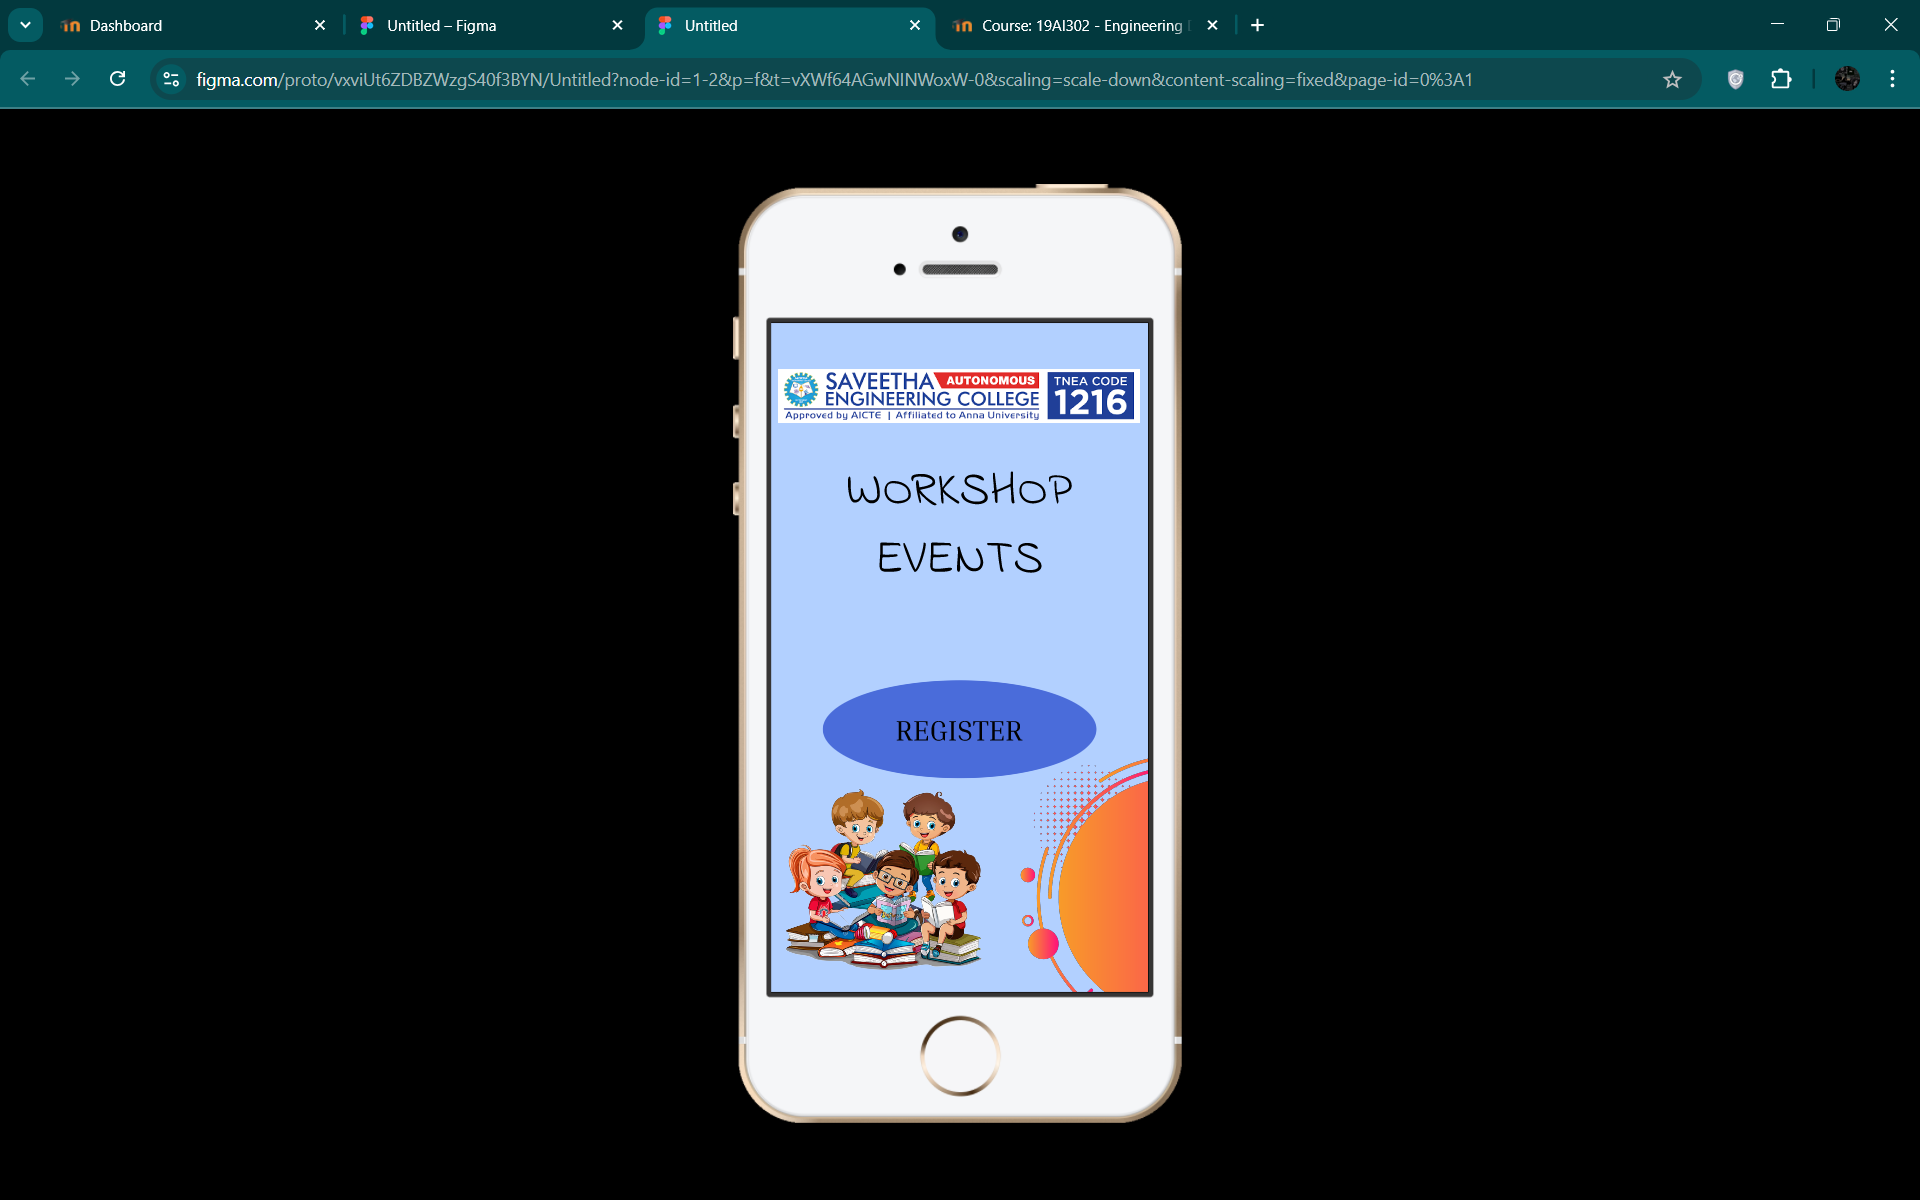 Dashboard
Untitled – Figma
Untitled
Course: 19AI302 - Engineering
figma.com/proto/vxviUt6ZDBZWzgS40f3BYN/Untitled?node-id=1-2&p=f&t=vXWf64AGwNINWoxW-0&scaling=scale-down&content-scaling=fixed&page-id=0%3A1
SAVEETHA AUTONOMOUS
ENGINEERING COLLEGE
Approved by AICTE | Affiliated to Anna University
TNEA CODE
1216
WORKSHOP
EVENTS
REGISTER